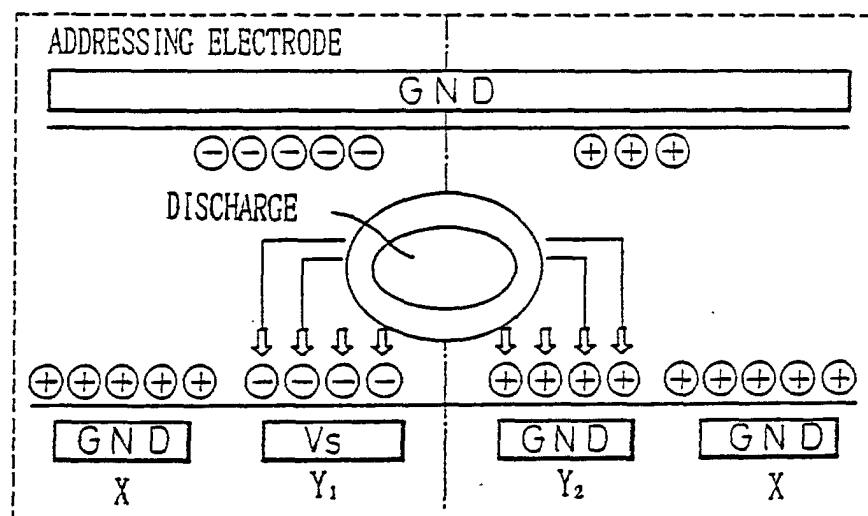 ADDRESSING ELECTRODE
GND
⊖⊖⊖⊖⊖ ⊕⊕⊕
DISCHARGE
⊕⊕⊕⊕⊕ ⊖⊖⊖⊖ ⊕⊕⊕⊕ ⊕⊕⊕⊕⊕
GND Vs GND GND
X Y₁ Y₂ X